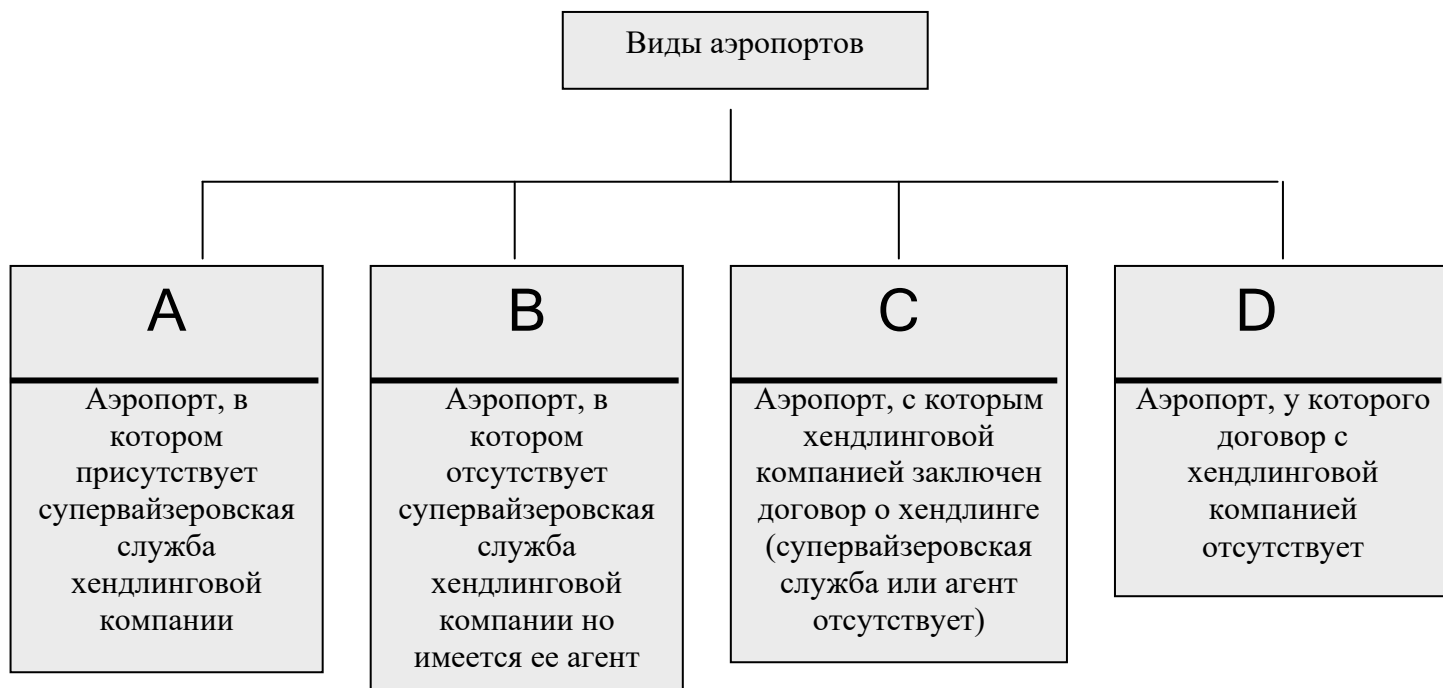 Виды аэропортов
A
Аэропорт, в
котором
присутствует
супервайзеровская
служба
хендлинговой
компании
B
Аэропорт, в
котором
отсутствует
супервайзеровская
служба
хендлинговой
компании но
имеется ее агент
C
Аэропорт, с которым
хендлинговой
компанией заключен
договор о хендлинге
(супервайзеровская
служба или агент
отсутствует)
D
Аэропорт, у которого
договор с
хендлинговой
компанией
отсутствует